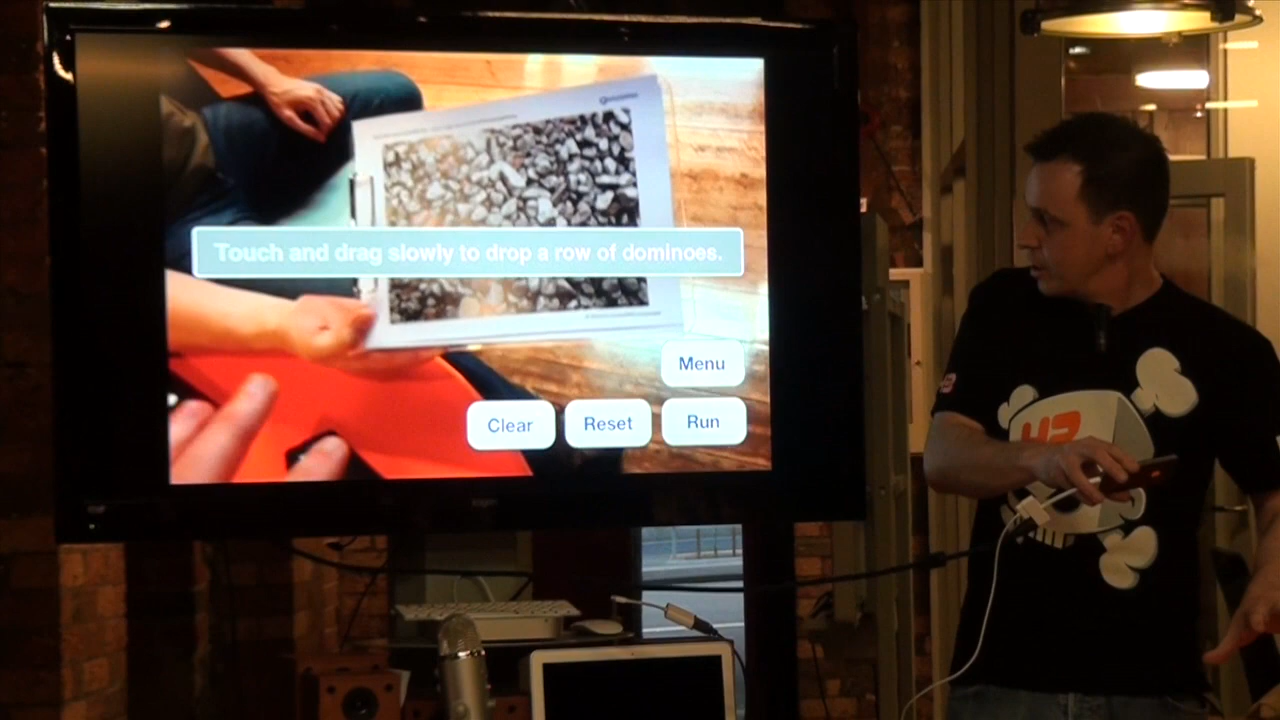 Touch and drag slowly to drop a row of dominoes.
Menu
Clear
Reset
Run